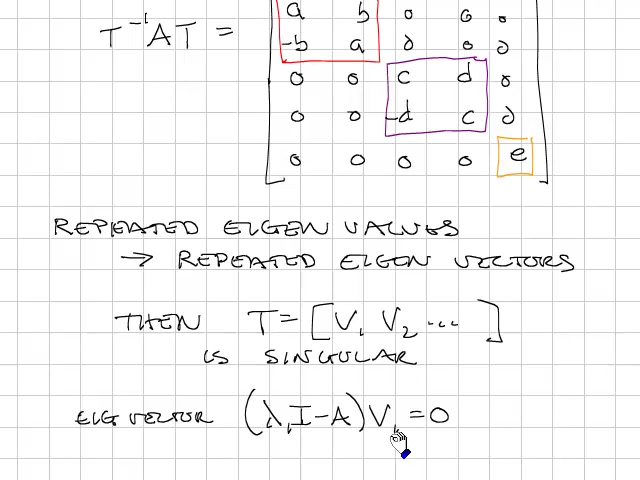 a b 0 0 0
T⁻¹AT =
-b a 0 0 0
0 0 c d 0
0 0 -d c 0
0 0 0 0 e
REPEATED EIGEN VALUES
→ REPEATED EIGEN VECTORS
THEN T = [V₁ V₂ ... ]
IS SINGULAR
EIG VECTOR (λ₁I-A)V₁=0